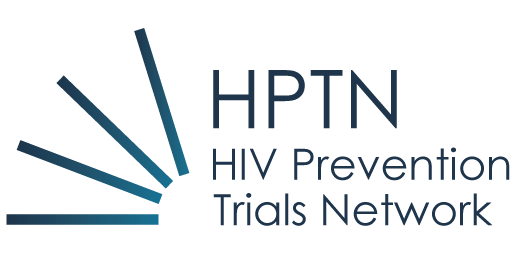 HPTN
HIV Prevention
Trials Network